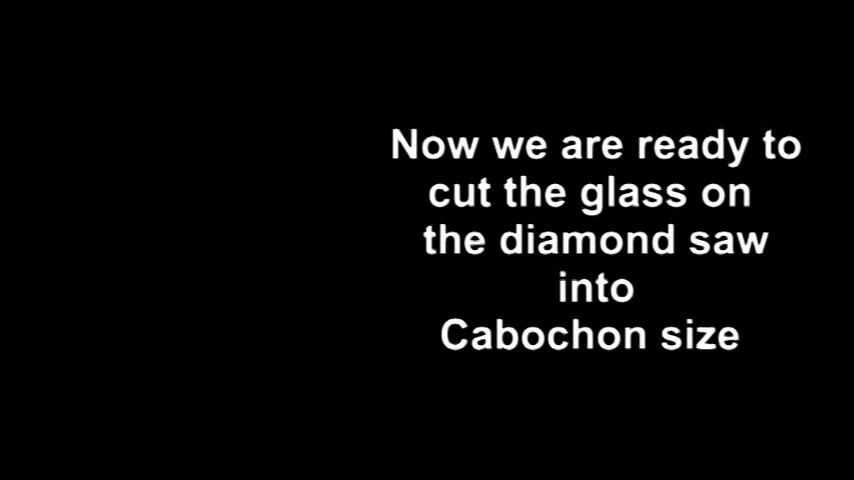 Now we are ready to
cut the glass on
the diamond saw
into
Cabochon size